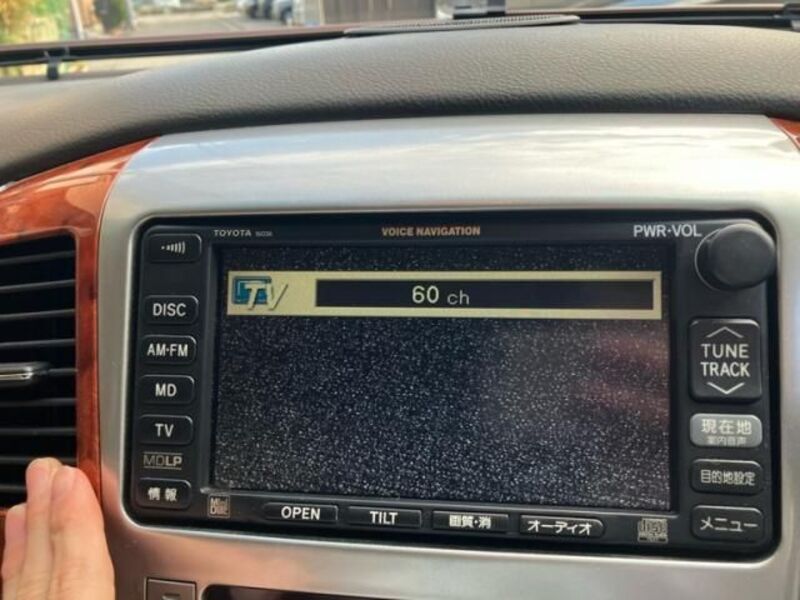 TOYOTA
VOICE NAVIGATION
PWR·VOL
TV
60 ch
DISC
AM·FM
MD
TV
MDLP
情報
TUNE
TRACK
現在地
案内音声
目的地設定
メニュー
OPEN
TILT
画質·消
オーディオ